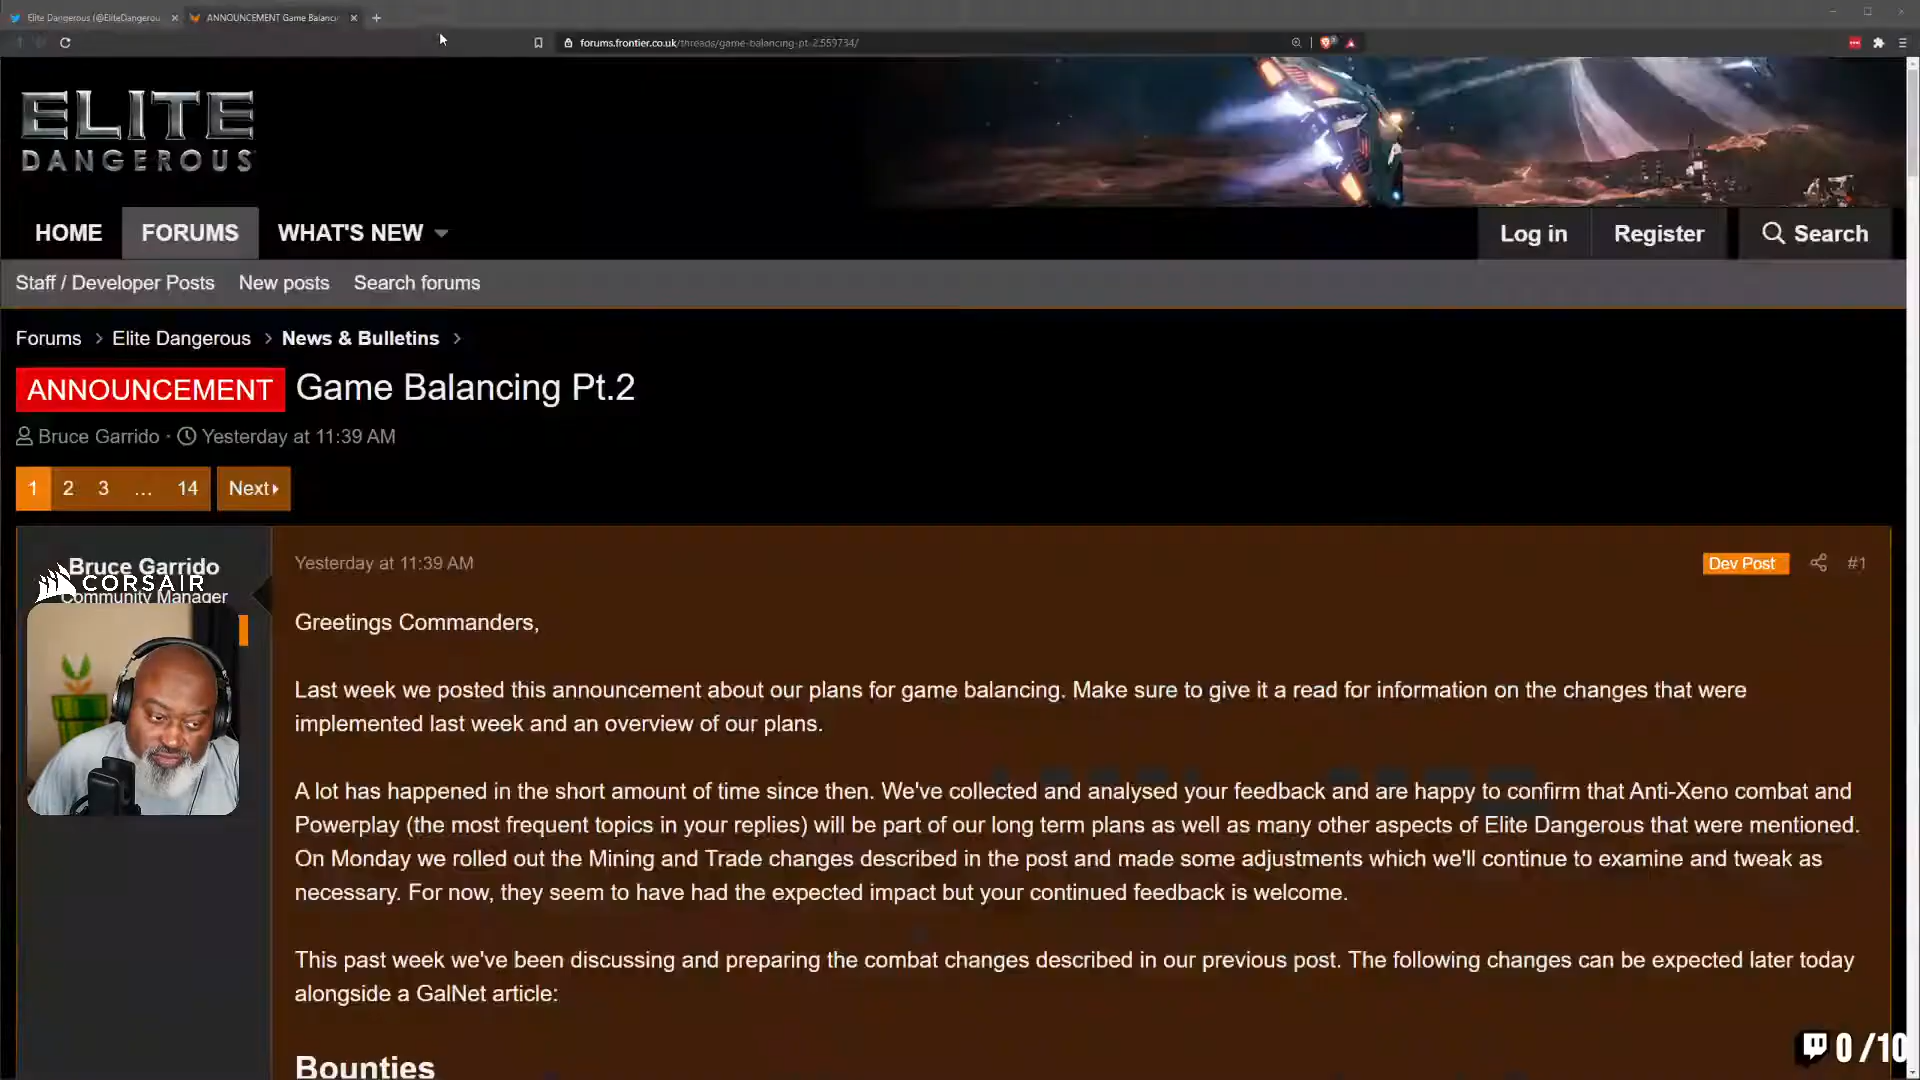 Elite Dangerous (@EliteDangerou
ANNOUNCEMENT Game Balancin
forums.frontier.co.uk/threads/game-balancing-pt-2.559734/
ELITE
DANGEROUS
HOME
FORUMS
WHAT'S NEW
Log in
Register
Search
Staff / Developer Posts
New posts
Search forums
Forums
Elite Dangerous
News & Bulletins
ANNOUNCEMENT Game Balancing Pt.2
Bruce Garrido · Yesterday at 11:39 AM
1 2 3 ... 14 Next
Bruce Garrido
CORSAIR
Community Manager
Yesterday at 11:39 AM
Dev Post
#1
Greetings Commanders,
Last week we posted this announcement about our plans for game balancing. Make sure to give it a read for information on the changes that were
implemented last week and an overview of our plans.
A lot has happened in the short amount of time since then. We've collected and analysed your feedback and are happy to confirm that Anti-Xeno combat and
Powerplay (the most frequent topics in your replies) will be part of our long term plans as well as many other aspects of Elite Dangerous that were mentioned.
On Monday we rolled out the Mining and Trade changes described in the post and made some adjustments which we'll continue to examine and tweak as
necessary. For now, they seem to have had the expected impact but your continued feedback is welcome.
This past week we've been discussing and preparing the combat changes described in our previous post. The following changes can be expected later today
alongside a GalNet article:
Bounties
0/10